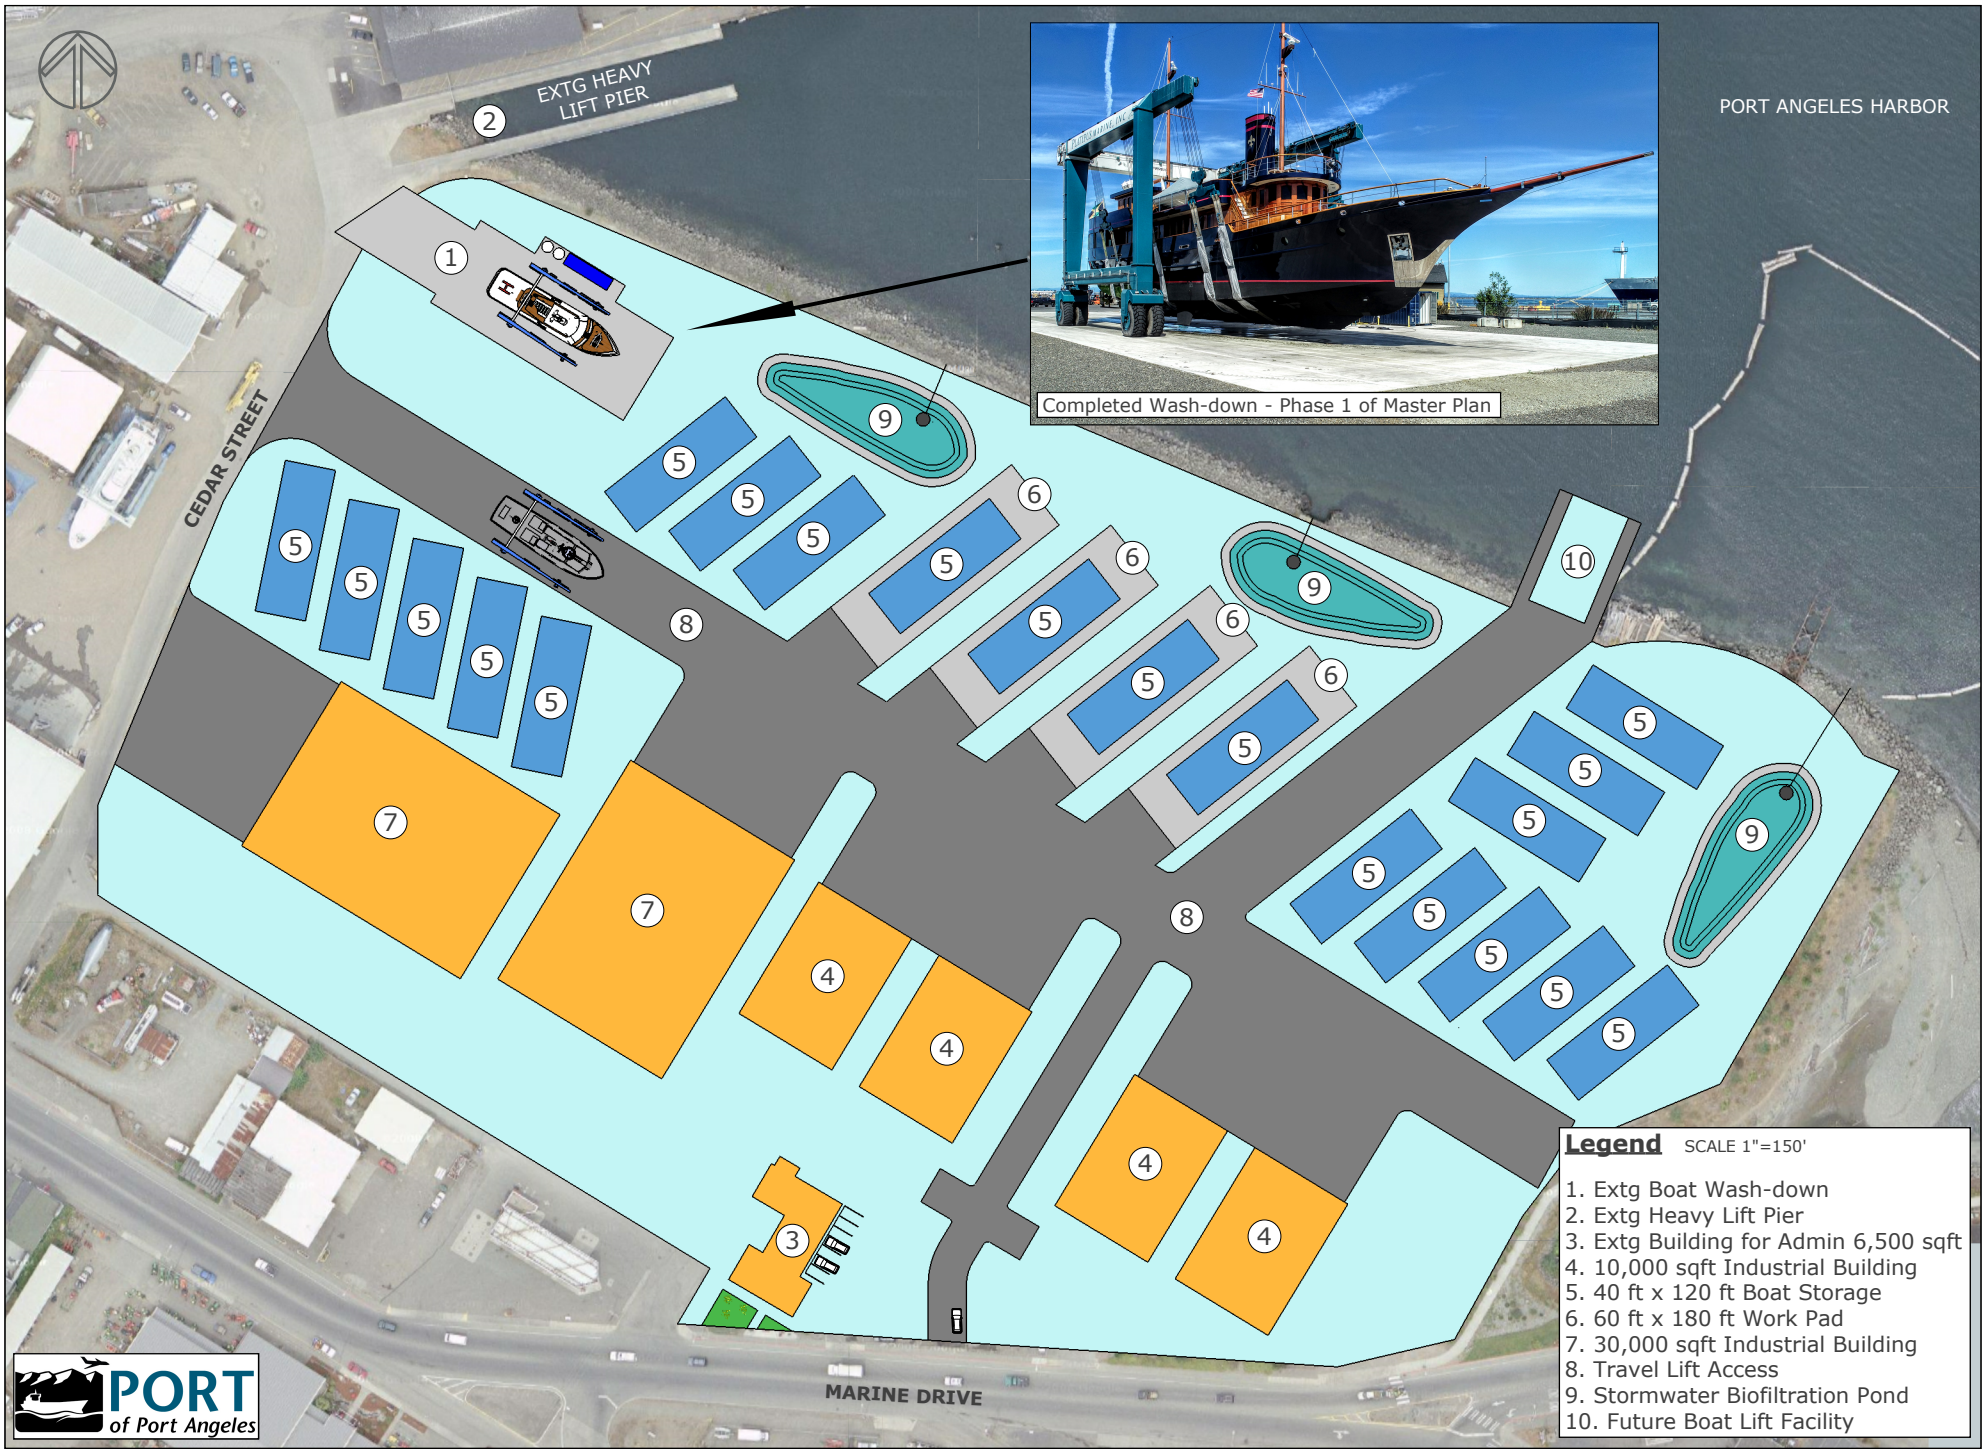 EXTG HEAVY
LIFT PIER
2
PORT ANGELES HARBOR
Completed Wash-down - Phase 1 of Master Plan
1
H
CEDAR STREET
9
5
5
5
6
5
6
5
6
5
6
5
9
10
5
5
5
5
5
8
5
5
5
9
5
5
5
5
5
7
7
8
4
4
4
4
3
MARINE DRIVE
PORT
of Port Angeles
Legend SCALE 1"=150'
1. Extg Boat Wash-down
2. Extg Heavy Lift Pier
3. Extg Building for Admin 6,500 sqft
4. 10,000 sqft Industrial Building
5. 40 ft x 120 ft Boat Storage
6. 60 ft x 180 ft Work Pad
7. 30,000 sqft Industrial Building
8. Travel Lift Access
9. Stormwater Biofiltration Pond
10. Future Boat Lift Facility